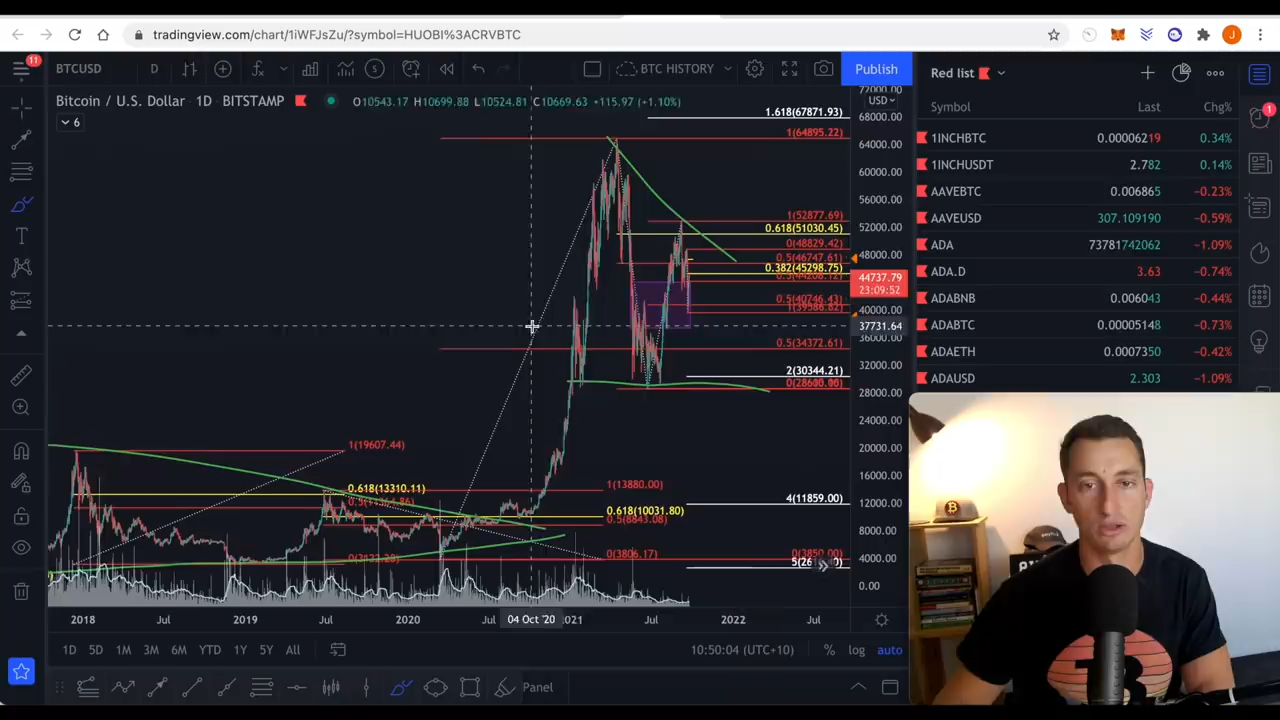 tradingview.com/chart/1iWFJsZu/?symbol=HUOBI%3ACRVBTC
J
11
BTCUSD
D
BTC HISTORY
Publish
Red list
Bitcoin / U.S. Dollar · 1D · BITSTAMP
O10543.17 H10699.88 L10524.81 C10669.63 +115.97 (+1.10%)
6
USD
Symbol Last Chg%
1INCHBTC 0.00006219 0.34%
1INCHUSDT 2.782 0.14%
AAVEBTC 0.006865 -0.23%
AAVEUSD 307.109190 -0.59%
ADA 73781742062 -1.09%
ADA.D 3.63 -0.74%
ADABNB 0.006043 -0.44%
ADABTC 0.00005148 -0.73%
ADAETH 0.0007350 -0.42%
ADAUSD 2.303 -1.09%
1
72000.00
68000.00
64000.00
60000.00
56000.00
52000.00
48000.00
44737.79
23:09:52
40000.00
37731.64
36000.00
32000.00
28000.00
24000.00
20000.00
16000.00
12000.00
8000.00
4000.00
0.00
1.618(67871.93)
1(64895.22)
1(52877.69)
0.618(51030.45)
0(48829.42)
0.5(46747.61)
0.382(45298.75)
0.5(40746.43)
0.5(34372.61)
2(30344.21)
1(19607.44)
0.618(13310.11)
1(13880.00)
4(11859.00)
0.618(10031.80)
0.5(8843.08)
0(3806.17)
0(3850.00)
2018 Jul 2019 Jul 2020 Jul 04 Oct '20 2021 Jul 2022 Jul
1D 5D 1M 3M 6M YTD 1Y 5Y All
10:50:04 (UTC+10) % log auto
Panel